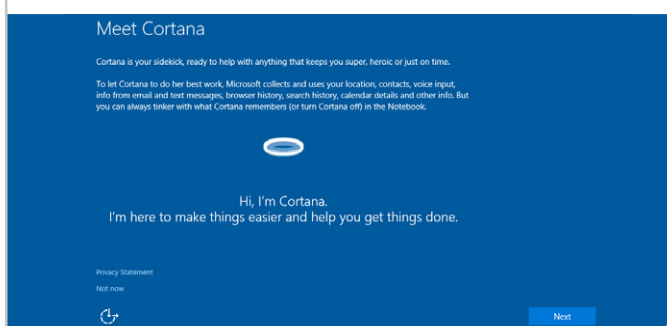 Meet Cortana
Cortana is your sidekick, ready to help with anything that keeps you super, heroic or just on time.
To let Cortana to do her best work, Microsoft collects and uses your location, contacts, voice input,
info from email and text messages, browser history, search history, calendar details and other info. But
you can always tinker with what Cortana remembers (or turn Cortana off) in the Notebook.
Hi, I'm Cortana.
I'm here to make things easier and help you get things done.
Privacy Statement
Not now
Next